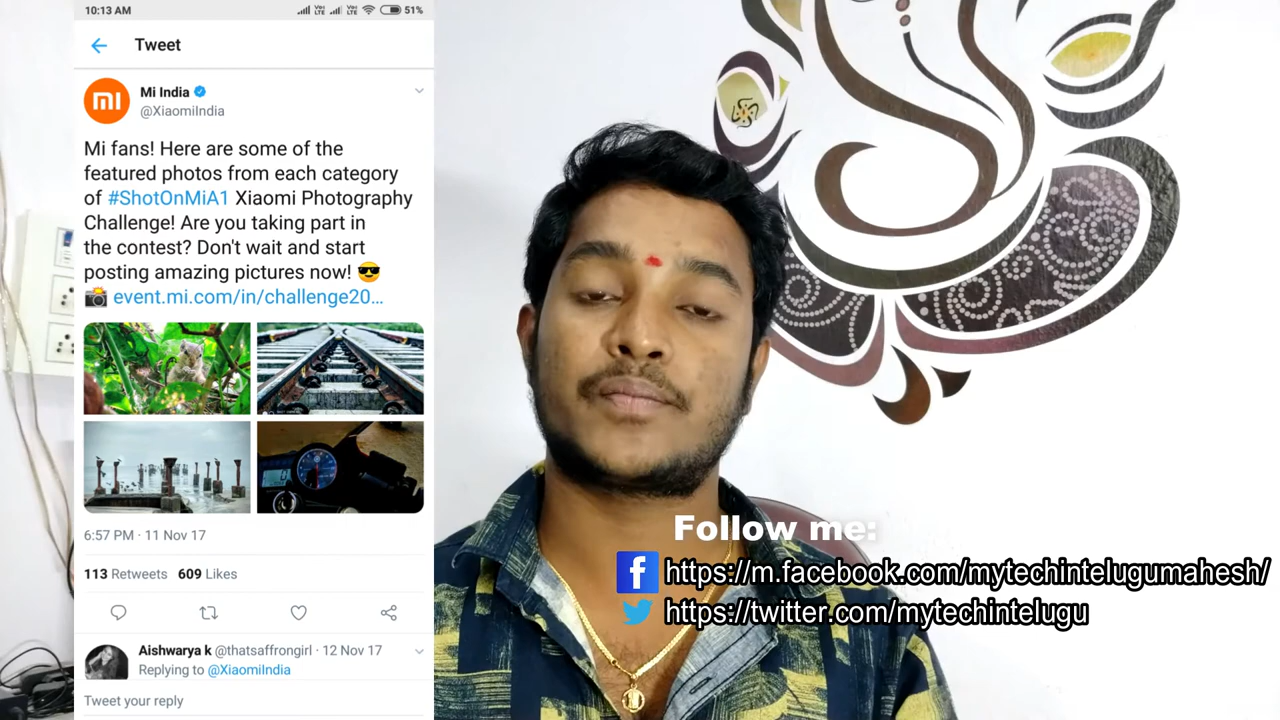 10:13 AM
VoLTE VoLTE 51%
Tweet
mi
Mi India
@XiaomiIndia
Mi fans! Here are some of the
featured photos from each category
of #ShotOnMiA1 Xiaomi Photography
Challenge! Are you taking part in
the contest? Don't wait and start
posting amazing pictures now! 😎
📸 event.mi.com/in/challenge20...
6:57 PM · 11 Nov 17
113 Retweets 609 Likes
Aishwarya k @thatsaffrongirl · 12 Nov 17
Replying to @XiaomiIndia
Tweet your reply
Follow me:
f https://m.facebook.com/mytechintelugumahesh/
https://twitter.com/mytechintelugu